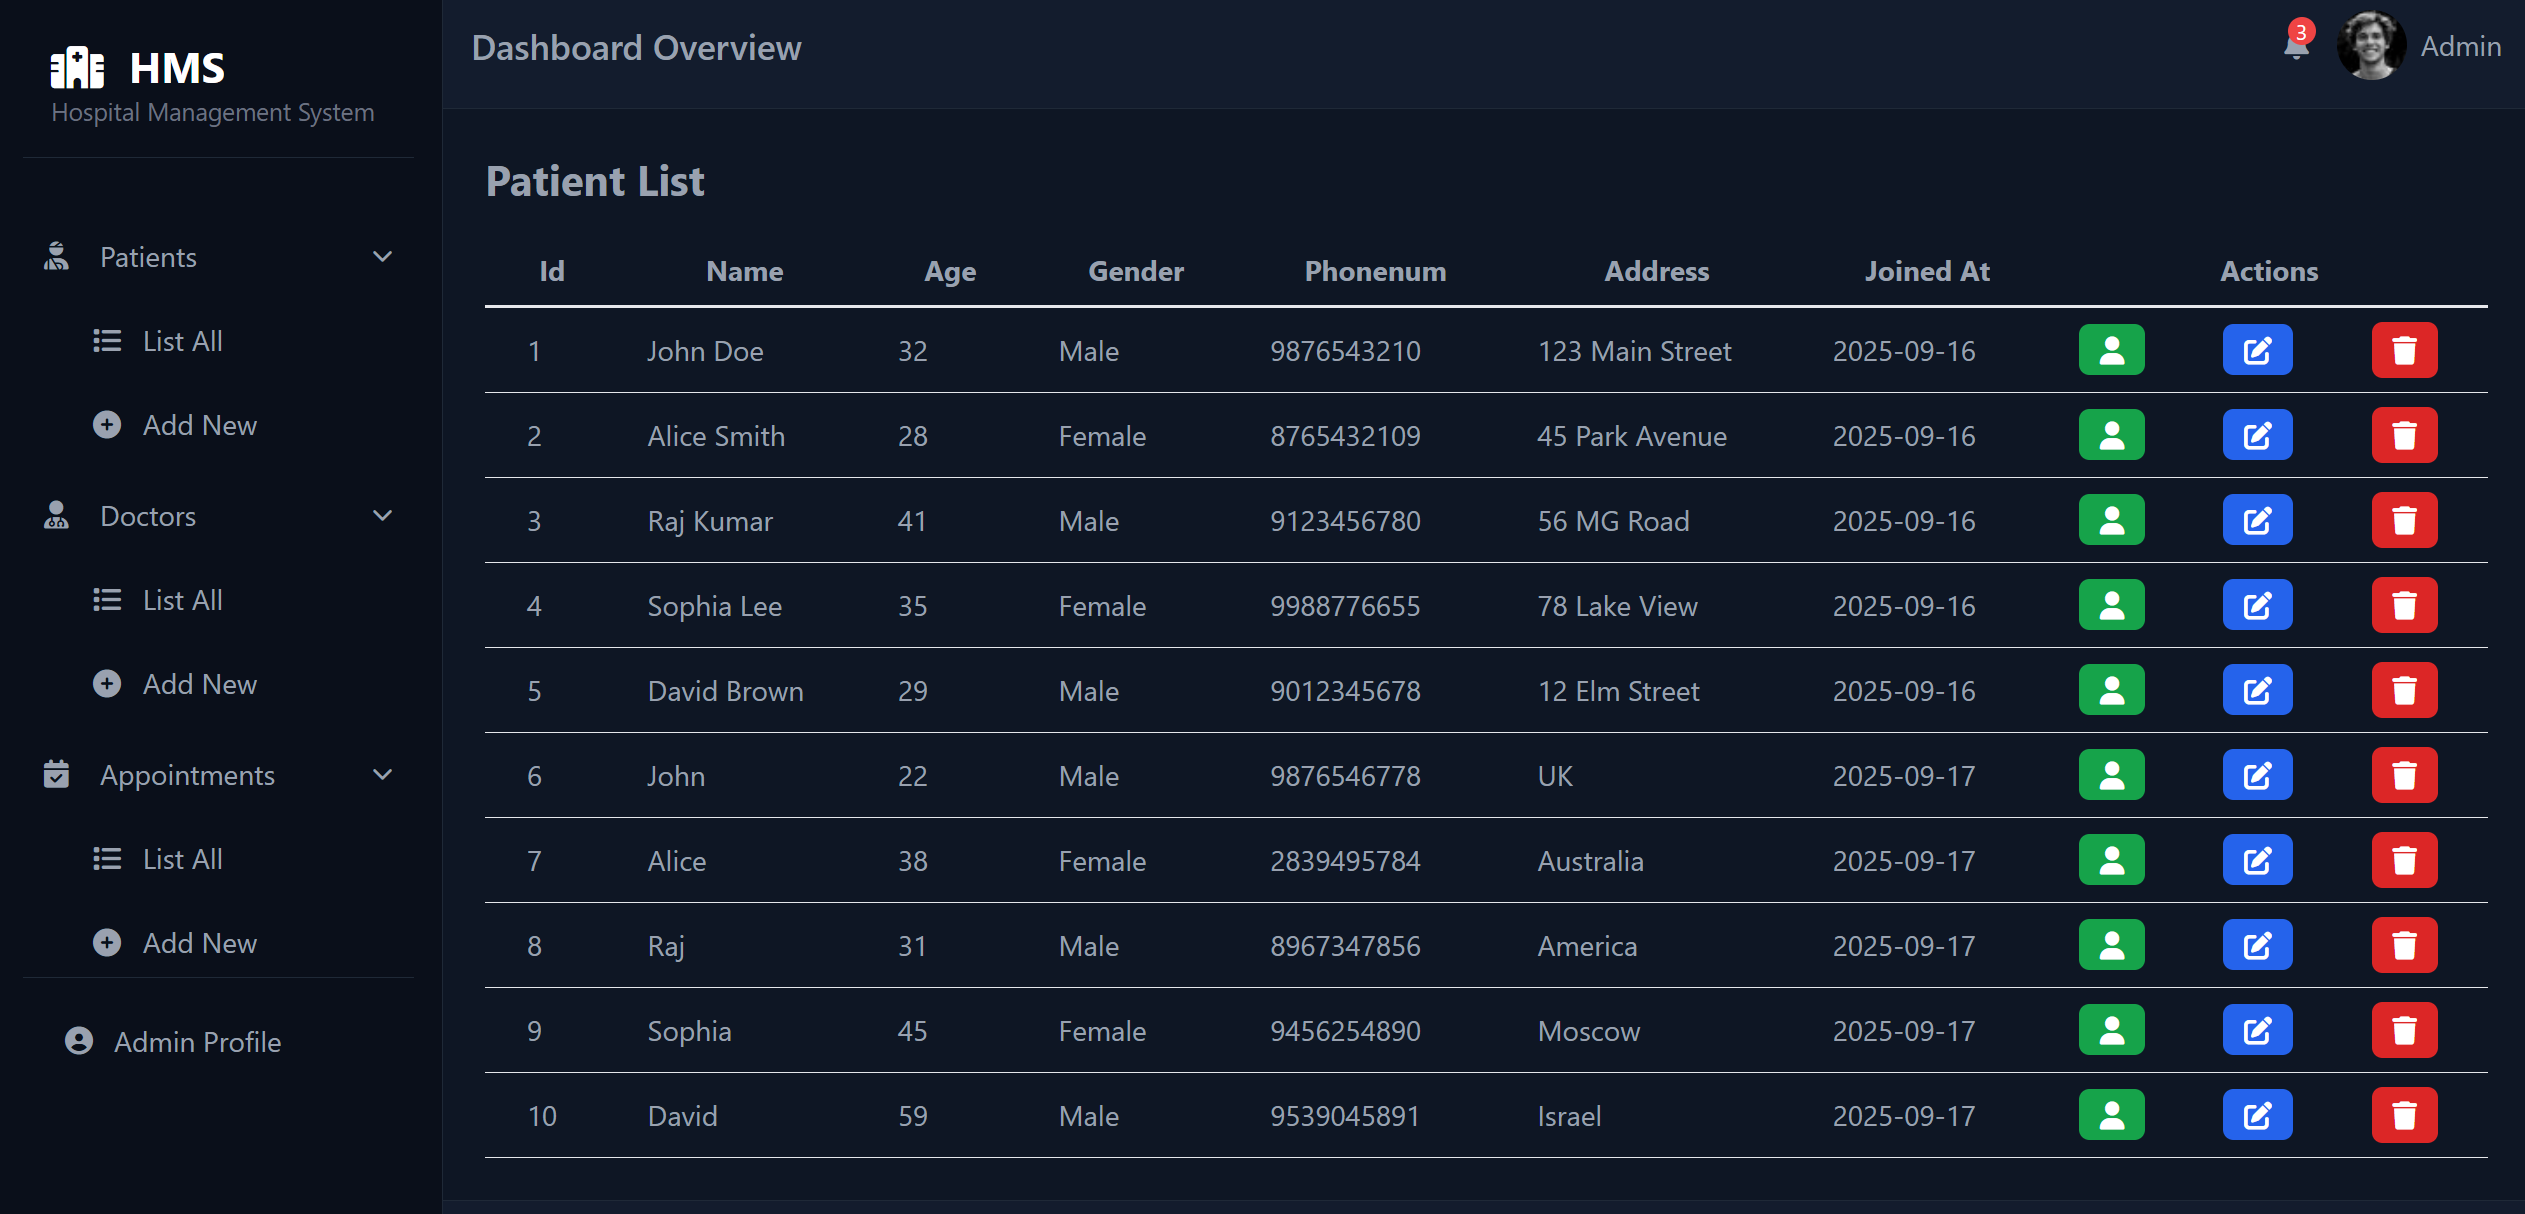 HMS
Hospital Management System
Patients
List All
Add New
Doctors
List All
Add New
Appointments
List All
Add New
Admin Profile
Dashboard Overview
3
Admin
Patient List
Id Name Age Gender Phonenum Address Joined At Actions
1 John Doe 32 Male 9876543210 123 Main Street 2025-09-16
2 Alice Smith 28 Female 8765432109 45 Park Avenue 2025-09-16
3 Raj Kumar 41 Male 9123456780 56 MG Road 2025-09-16
4 Sophia Lee 35 Female 9988776655 78 Lake View 2025-09-16
5 David Brown 29 Male 9012345678 12 Elm Street 2025-09-16
6 John 22 Male 9876546778 UK 2025-09-17
7 Alice 38 Female 2839495784 Australia 2025-09-17
8 Raj 31 Male 8967347856 America 2025-09-17
9 Sophia 45 Female 9456254890 Moscow 2025-09-17
10 David 59 Male 9539045891 Israel 2025-09-17